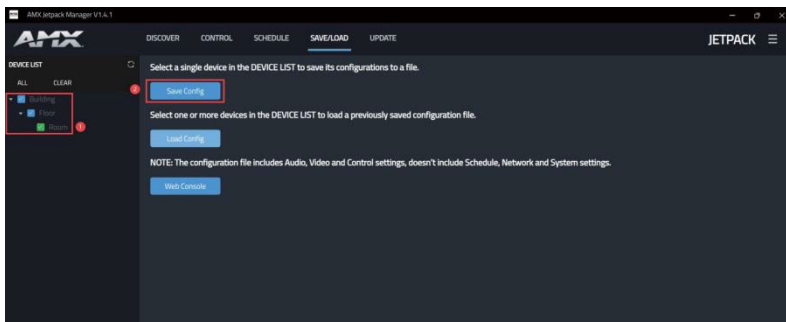 AMX Jetpack Manager V1.4.1
AMX
DISCOVER CONTROL SCHEDULE SAVE/LOAD UPDATE
JETPACK
DEVICE LIST
ALL CLEAR
Building
Floor
Room 1
Select a single device in the DEVICE LIST to save its configurations to a file.
2 Save Config
Select one or more devices in the DEVICE LIST to load a previously saved configuration file.
Load Config
NOTE: The configuration file includes Audio, Video and Control settings, doesn't include Schedule, Network and System settings.
Web Console